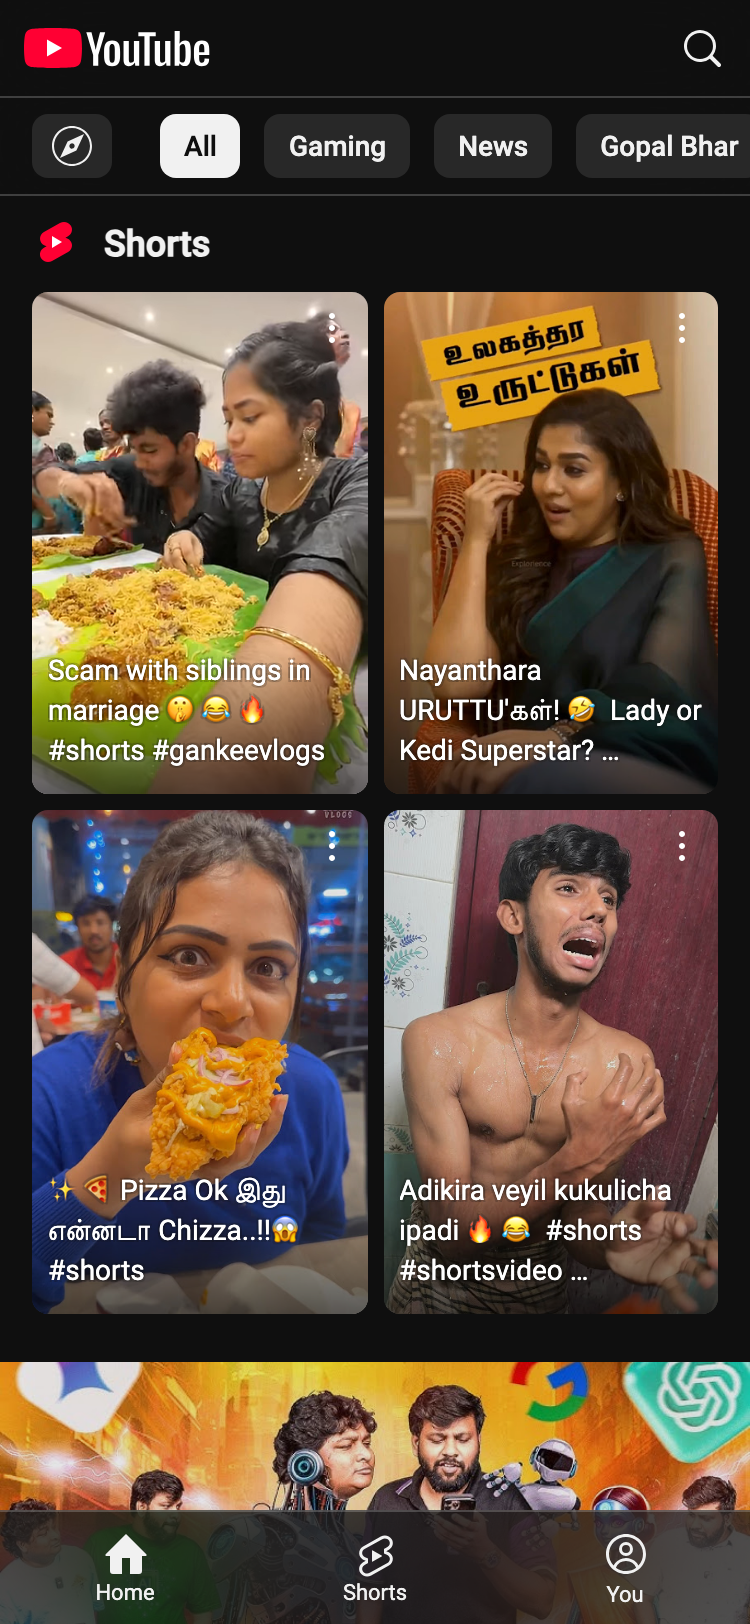 YouTube
All
Gaming
News
Gopal Bhar
Shorts
உலகத்தர
உருட்டுகள்
Scam with siblings in
marriage 🤫😂🔥
#shorts #gankeevlogs
Nayanthara
URUTTU'கள்! 🤣 Lady or
Kedi Superstar? ...
VLOGS
✨🍕 Pizza Ok இது
என்னடா Chizza..!!😱
#shorts
Adikira veyil kukulicha
ipadi 🔥😂 #shorts
#shortsvideo ...
Home
Shorts
You